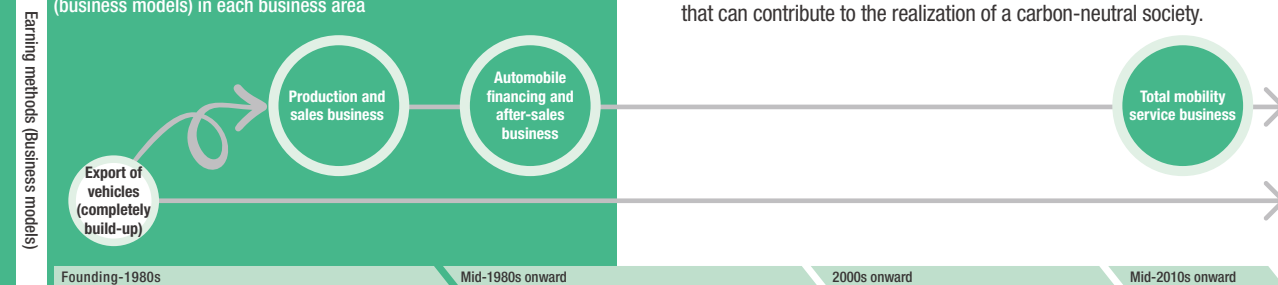 (business models) in each business area
that can contribute to the realization of a carbon-neutral society.
Earning methods (Business models)
Production and
sales business
Automobile
financing and
after-sales
business
Total mobility
service business
Export of
vehicles
(completely
build-up)
Founding-1980s
Mid-1980s onward
2000s onward
Mid-2010s onward